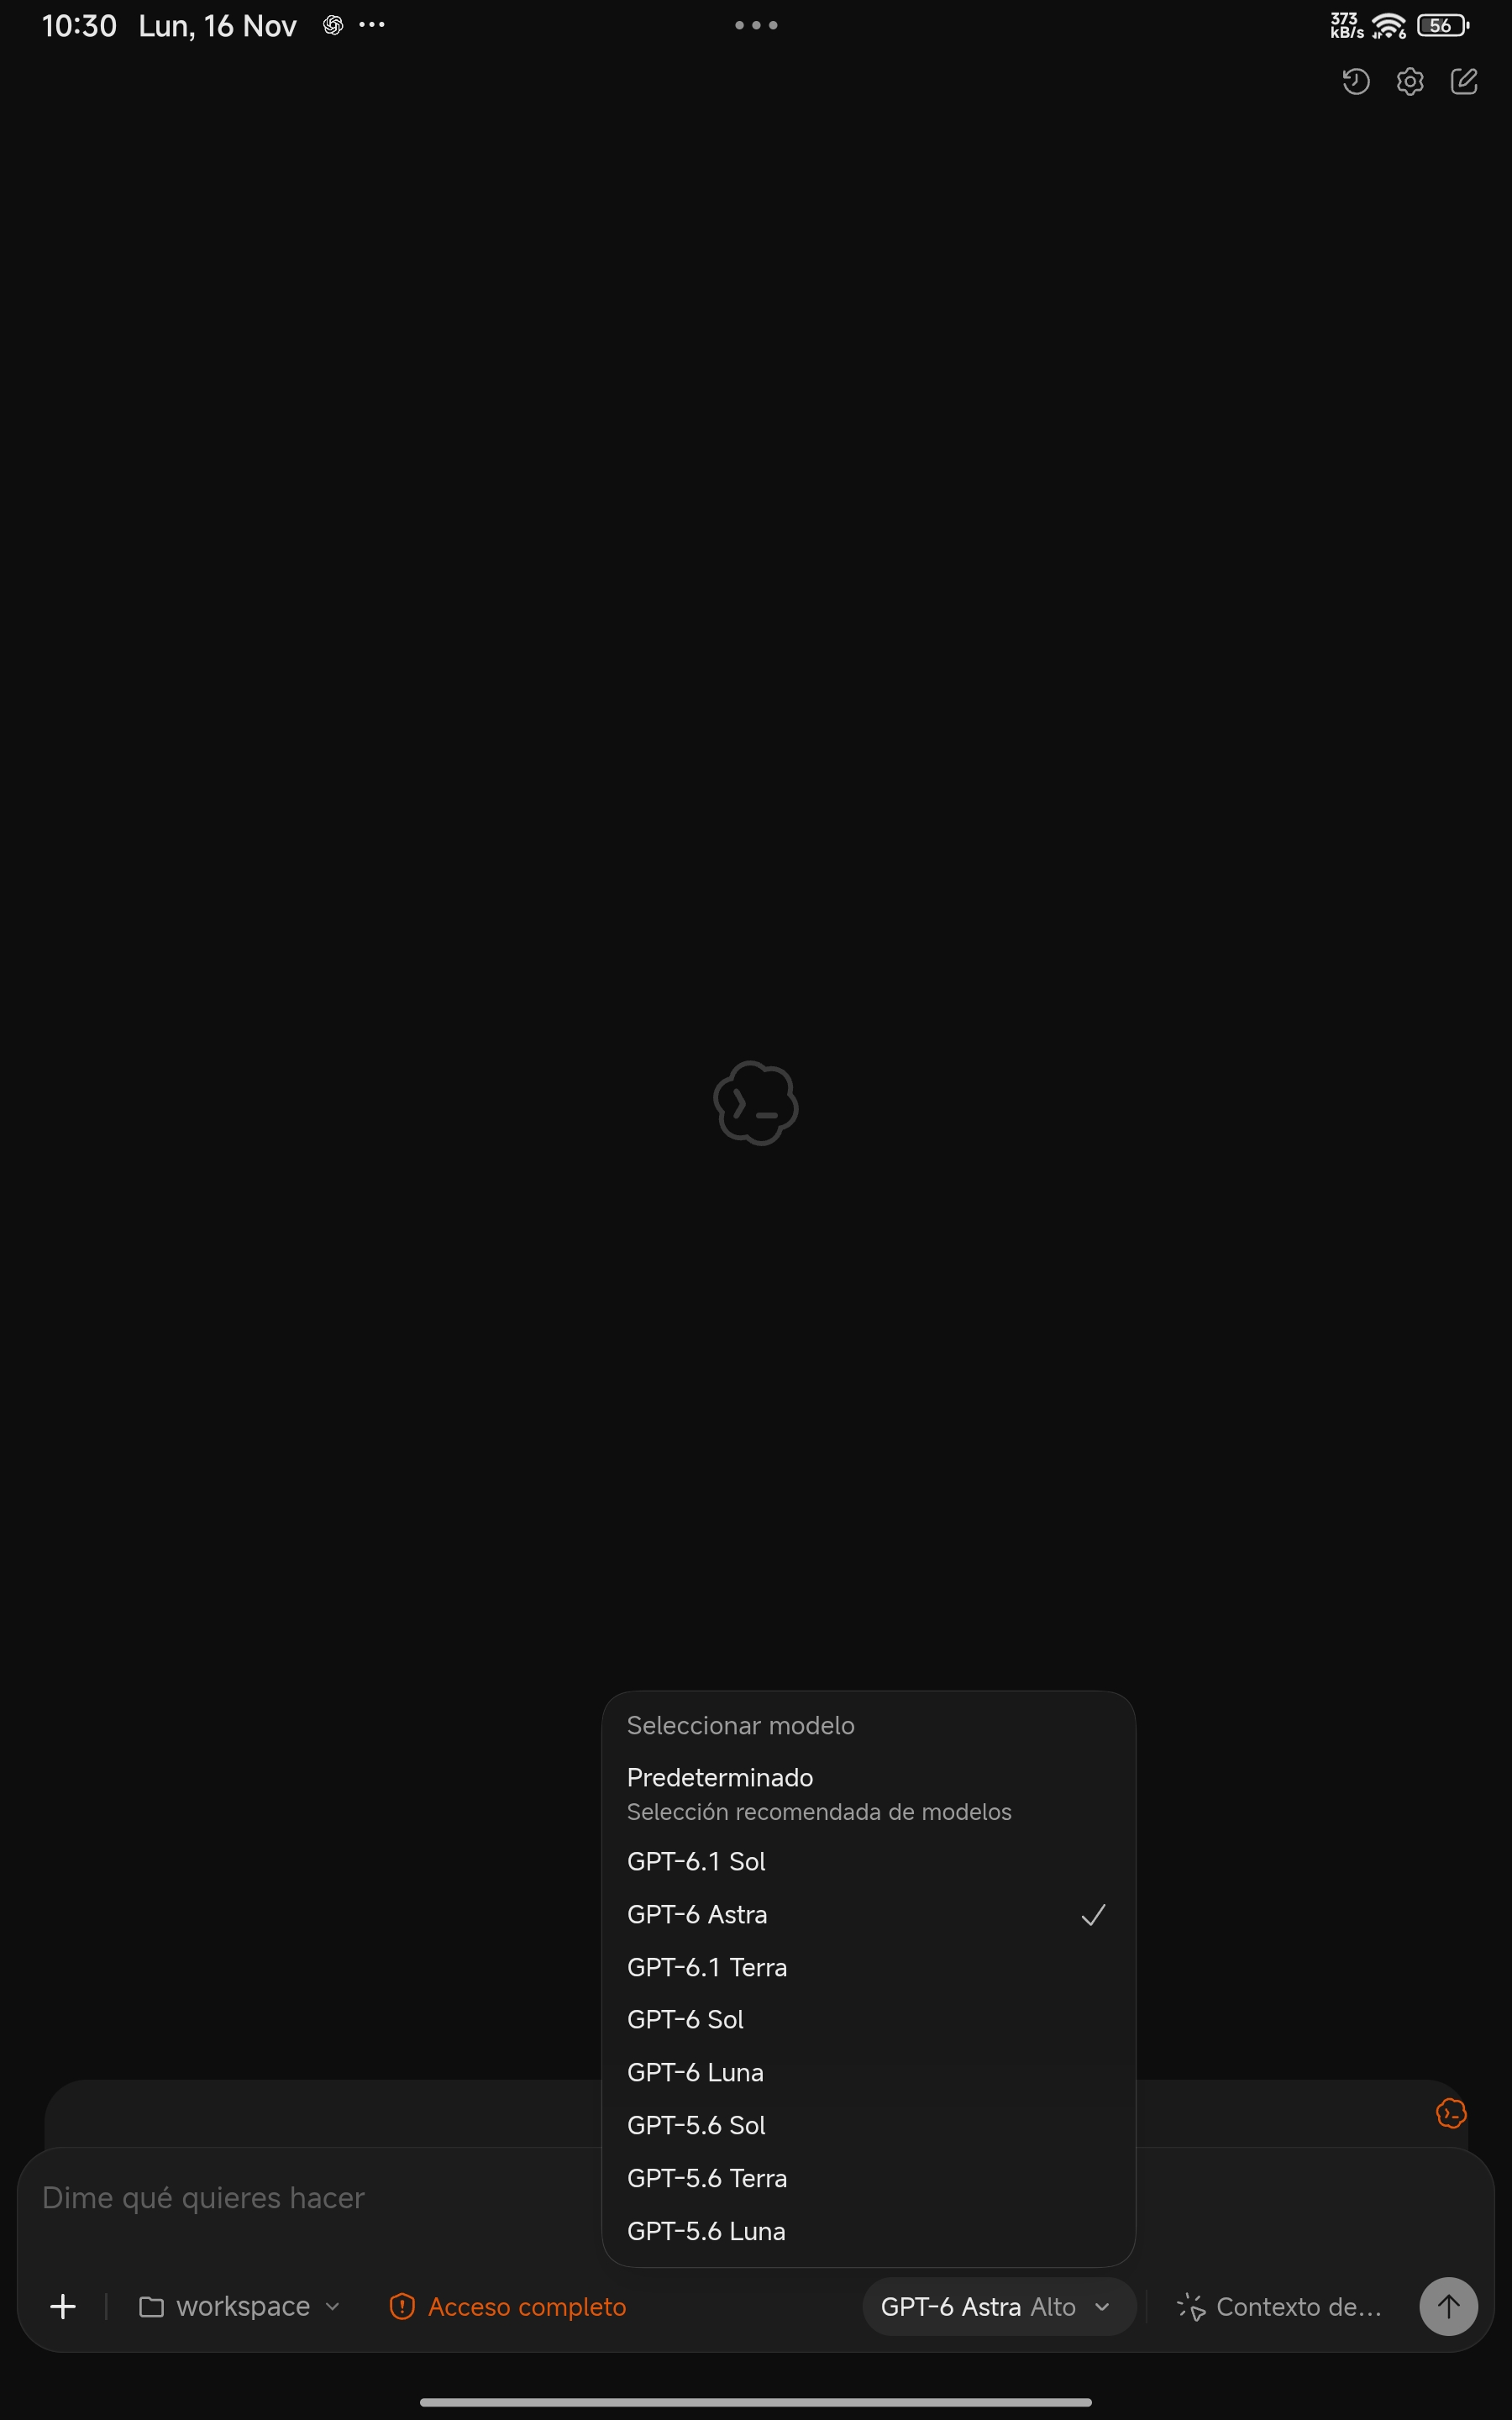 10:30 Lun, 16 Nov
373 kB/s 6 56
Seleccionar modelo
Predeterminado
Selección recomendada de modelos
GPT-6.1 Sol
GPT-6 Astra
GPT-6.1 Terra
GPT-6 Sol
GPT-6 Luna
GPT-5.6 Sol
GPT-5.6 Terra
GPT-5.6 Luna
Dime qué quieres hacer
workspace Acceso completo GPT-6 Astra Alto Contexto de...